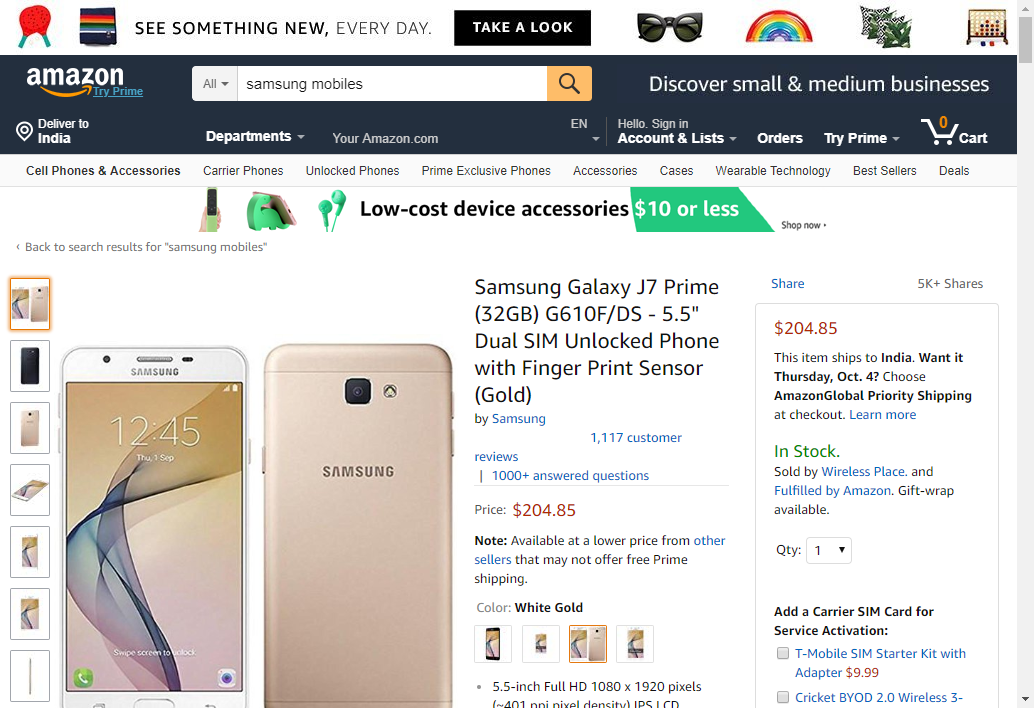 SEE SOMETHING NEW, EVERY DAY. TAKE A LOOK
amazon
Try Prime
All
samsung mobiles
Discover small & medium businesses
Deliver to
India
Departments
Your Amazon.com
EN
Hello. Sign in
Account & Lists
Orders
Try Prime
0
Cart
Cell Phones & Accessories Carrier Phones Unlocked Phones Prime Exclusive Phones Accessories Cases Wearable Technology Best Sellers Deals
Low-cost device accessories $10 or less Shop now ›
‹ Back to search results for "samsung mobiles"
SAMSUNG
12:45
Thu, 1 Sep
Swipe screen to unlock
SAMSUNG
Samsung Galaxy J7 Prime
(32GB) G610F/DS - 5.5"
Dual SIM Unlocked Phone
with Finger Print Sensor
(Gold)
by Samsung
1,117 customer
reviews
| 1000+ answered questions
Price: $204.85
Note: Available at a lower price from other
sellers that may not offer free Prime
shipping.
Color: White Gold
• 5.5-inch Full HD 1080 x 1920 pixels
(~401 ppi pixel density) IPS LCD
Share
5K+ Shares
$204.85
This item ships to India. Want it
Thursday, Oct. 4? Choose
AmazonGlobal Priority Shipping
at checkout. Learn more
In Stock.
Sold by Wireless Place. and
Fulfilled by Amazon. Gift-wrap
available.
Qty: 1
Add a Carrier SIM Card for
Service Activation:
T-Mobile SIM Starter Kit with
Adapter $9.99
Cricket BYOD 2.0 Wireless 3-